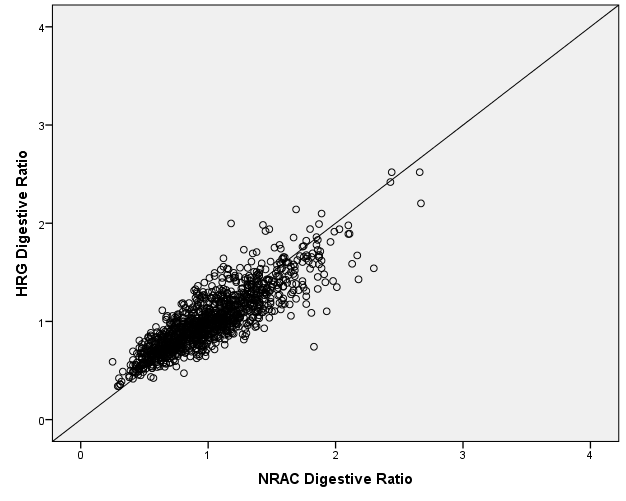 4
3
2
1
0
HRG Digestive Ratio
0 1 2 3 4
NRAC Digestive Ratio